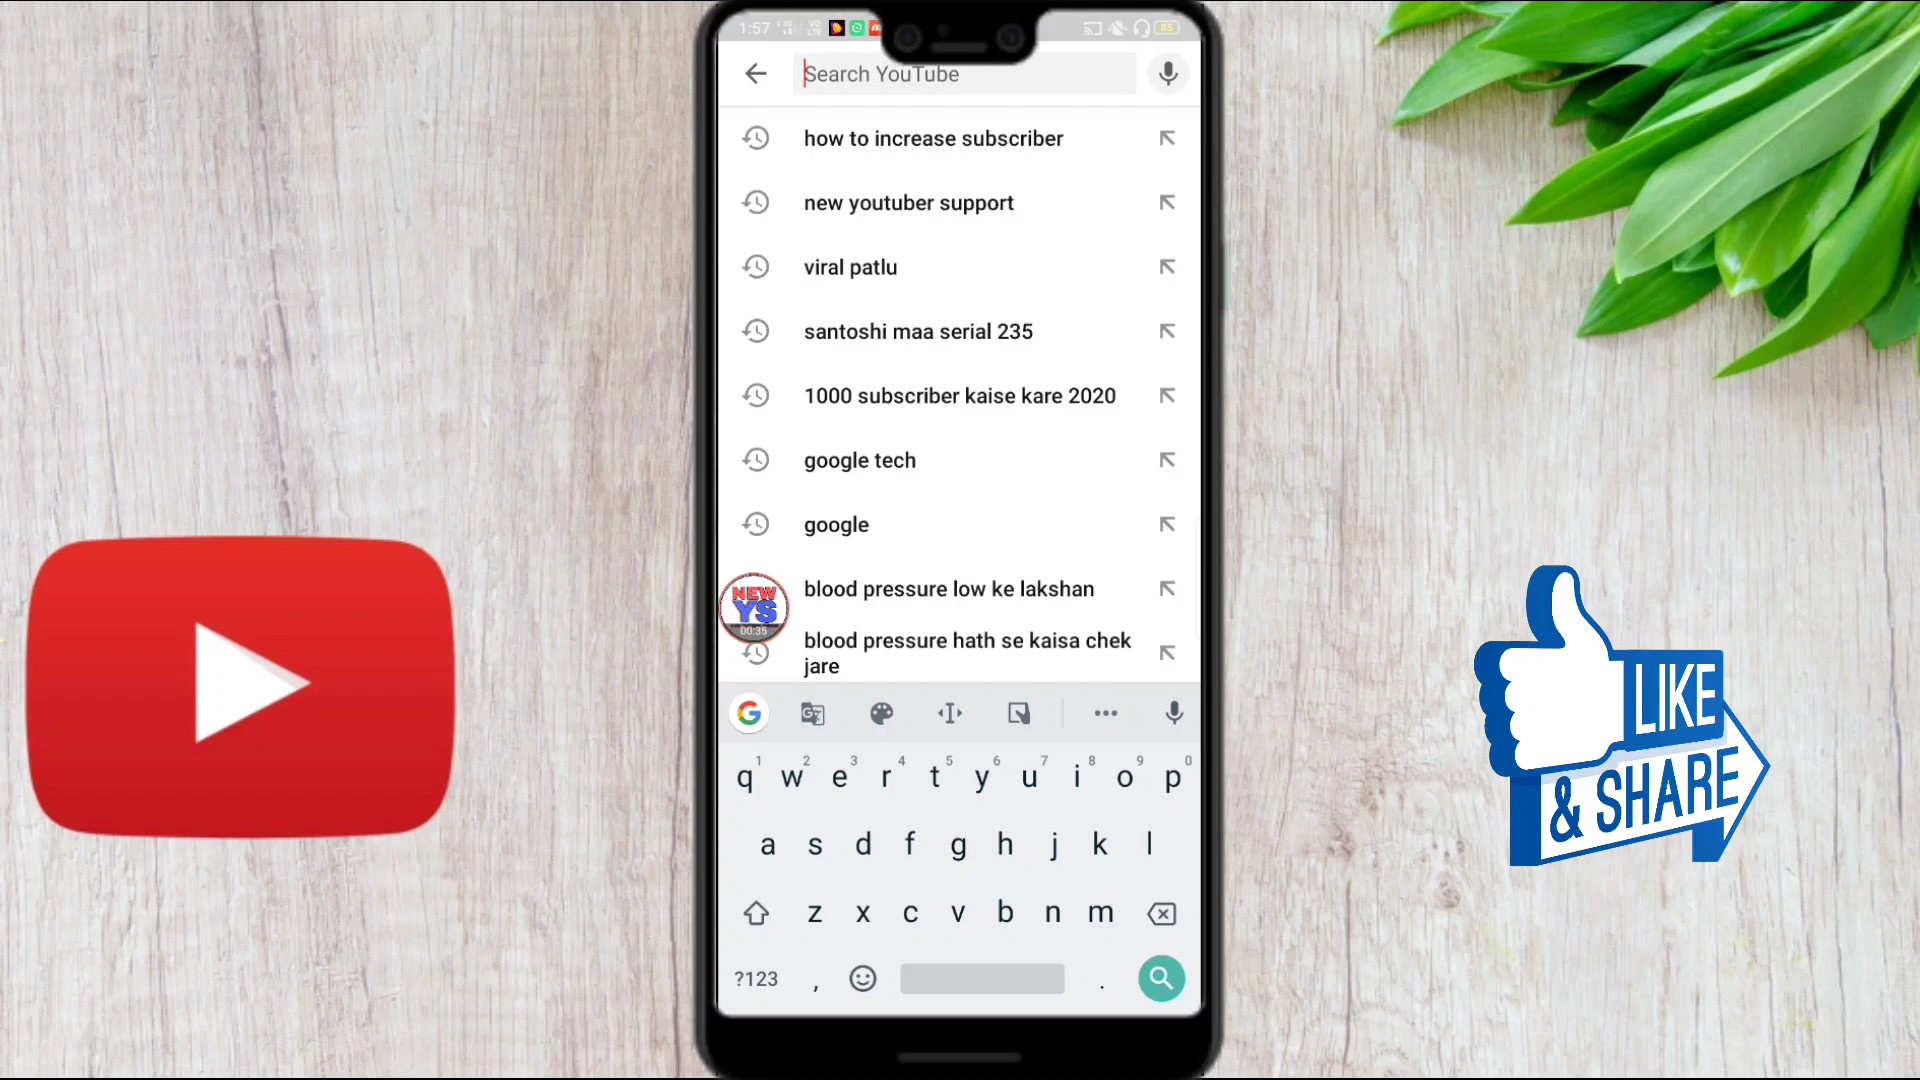 1:57
85
Search YouTube
how to increase subscriber
new youtuber support
viral patlu
santoshi maa serial 235
1000 subscriber kaise kare 2020
google tech
google
blood pressure low ke lakshan
NEW
YS
00:35
blood pressure hath se kaisa chek
jare
1 2 3 4 5 6 7 8 9 0
q w e r t y u i o p
a s d f g h j k l
z x c v b n m
?123 , .
LIKE
& SHARE